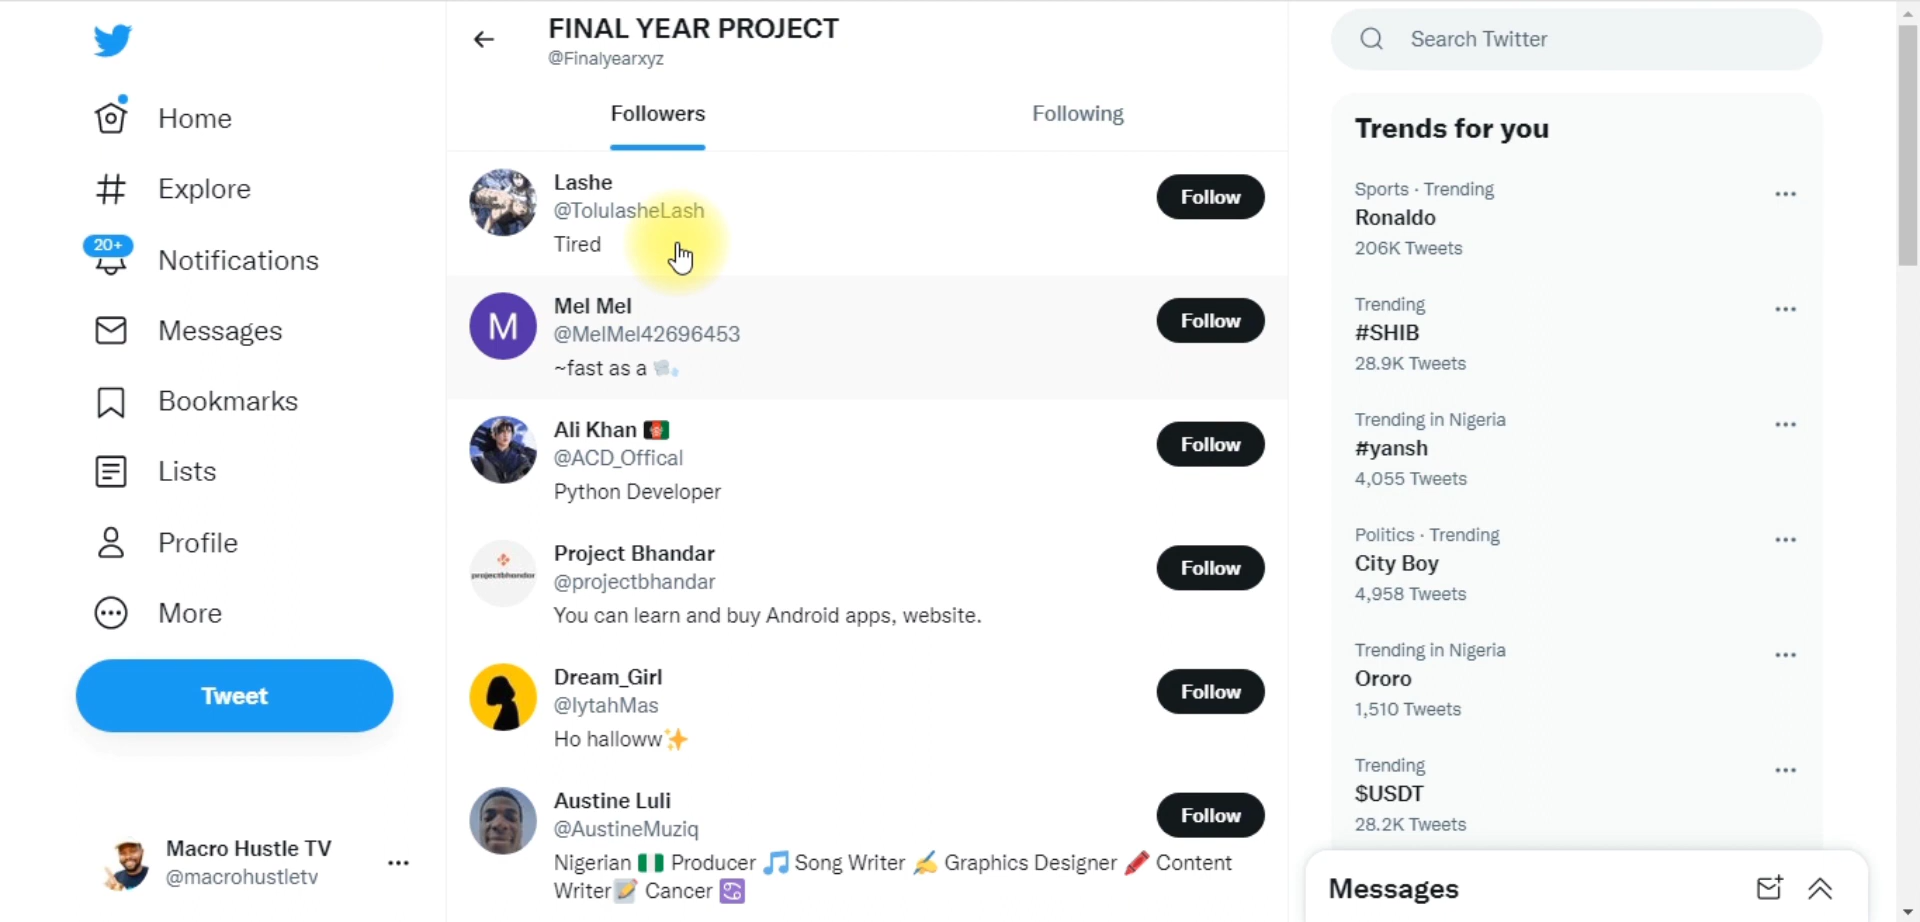 Home
Explore
20+
Notifications
Messages
Bookmarks
Lists
Profile
More
Tweet
Macro Hustle TV
@macrohustletv
FINAL YEAR PROJECT
@Finalyearxyz
Followers
Following
Lashe
@TolulasheLash
Tired
Follow
M
Mel Mel
@MelMel42696453
~fast as a 🌬️
Follow
Ali Khan 🇦🇫
@ACD_Offical
Python Developer
Follow
projectbhandar
Project Bhandar
@projectbhandar
You can learn and buy Android apps, website.
Follow
Dream_Girl
@lytahMas
Ho halloww✨
Follow
Austine Luli
@AustineMuziq
Nigerian 🇳🇬 Producer 🎵 Song Writer ✍️ Graphics Designer 🖍️ Content
Writer📝 Cancer ♋
Follow
Search Twitter
Trends for you
Sports · Trending
Ronaldo
206K Tweets
Trending
#SHIB
28.9K Tweets
Trending in Nigeria
#yansh
4,055 Tweets
Politics · Trending
City Boy
4,958 Tweets
Trending in Nigeria
Ororo
1,510 Tweets
Trending
$USDT
28.2K Tweets
Messages